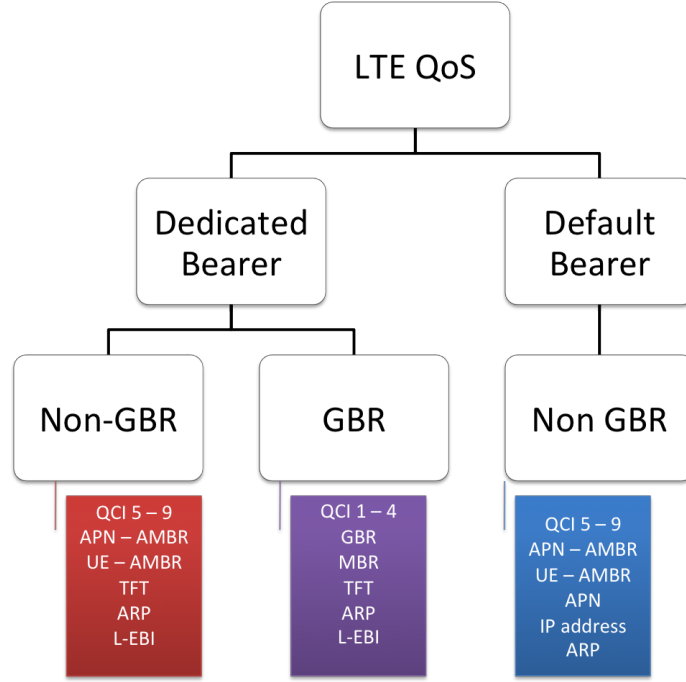 LTE QoS
Dedicated
Bearer
Default
Bearer
Non-GBR
GBR
Non GBR
QCI 5 – 9
APN – AMBR
UE – AMBR
TFT
ARP
L-EBI
QCI 1 – 4
GBR
MBR
TFT
ARP
L-EBI
QCI 5 – 9
APN – AMBR
UE – AMBR
APN
IP address
ARP